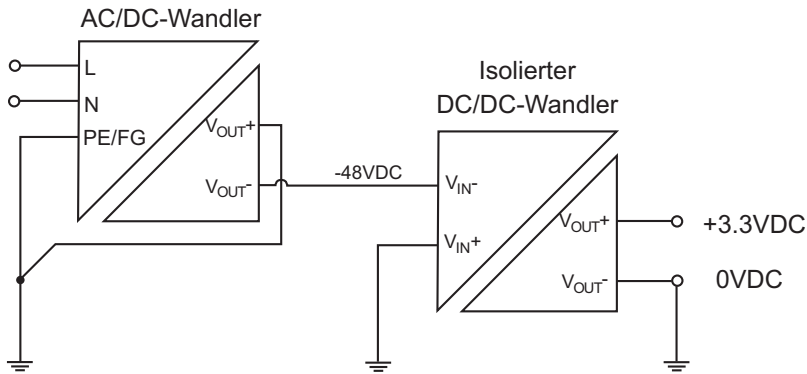 AC/DC-Wandler
L
N
PE/FG
VOUT+
VOUT-
-48VDC
Isolierter
DC/DC-Wandler
VIN-
VIN+
VOUT+
VOUT-
+3.3VDC
0VDC